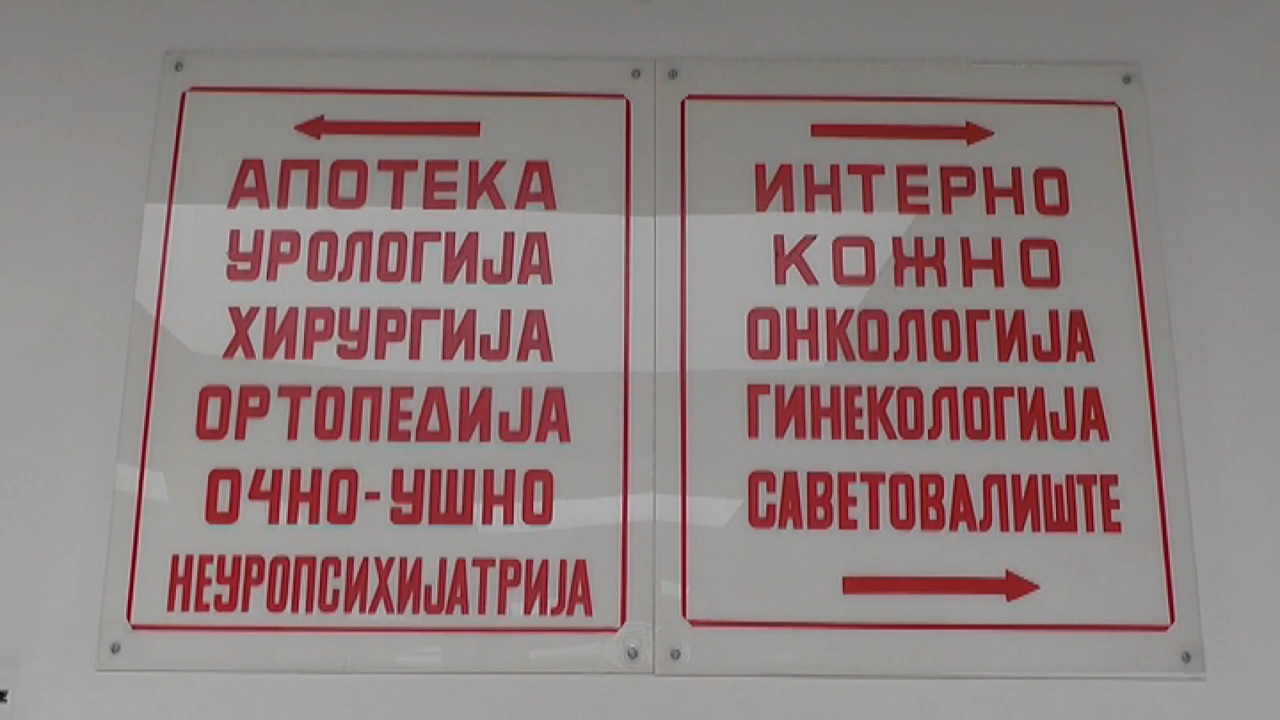 АПОТЕКА
УРОЛОГИЈА
ХИРУРГИЈА
ОРТОПЕДИЈА
ОЧНО-УШНО
НЕУРОПСИХИЈАТРИЈА
ИНТЕРНО
КОЖНО
ОНКОЛОГИЈА
ГИНЕКОЛОГИЈА
САВЕТОВАЛИШТЕ